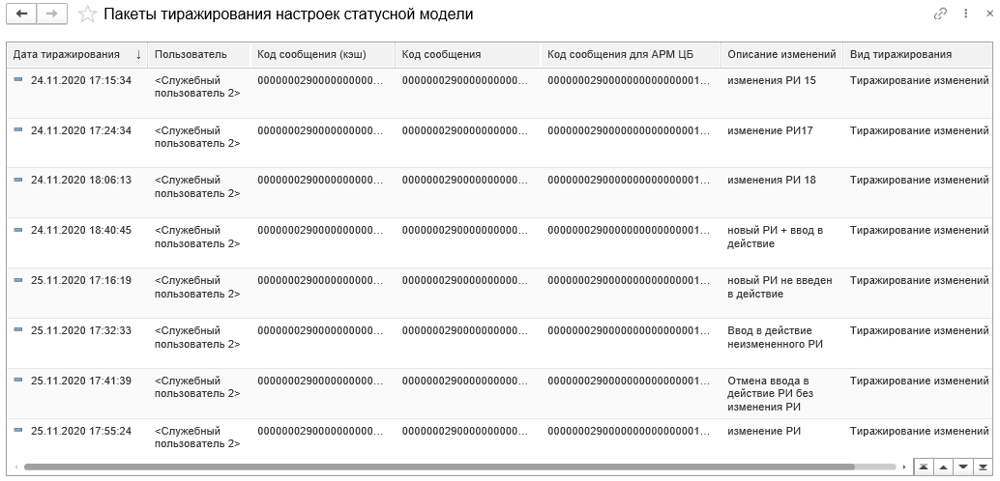 Пакеты тиражирования настроек статусной модели
Дата тиражирования ↓ Пользователь Код сообщения (кэш) Код сообщения Код сообщения для АРМ ЦБ Описание изменений Вид тиражирования
24.11.2020 17:15:34 <Служебный 0000000290000000000... 0000000290000000000... 0000000290000000000000001... изменения РИ 15 Тиражирование изменений
пользователь 2>
24.11.2020 17:24:34 <Служебный 0000000290000000000... 0000000290000000000... 0000000290000000000000001... изменение РИ17 Тиражирование изменений
пользователь 2>
24.11.2020 18:06:13 <Служебный 0000000290000000000... 0000000290000000000... 0000000290000000000000001... изменения РИ 18 Тиражирование изменений
пользователь 2>
24.11.2020 18:40:45 <Служебный 0000000290000000000... 0000000290000000000... 0000000290000000000000001... новый РИ + ввод в Тиражирование изменений
пользователь 2> действие
25.11.2020 17:16:19 <Служебный 0000000290000000000... 0000000290000000000... 0000000290000000000000001... новый РИ не введен Тиражирование изменений
пользователь 2> в действие
25.11.2020 17:32:33 <Служебный 0000000290000000000... 0000000290000000000... 0000000290000000000000001... Ввод в действие Тиражирование изменений
пользователь 2> неизмененного РИ
25.11.2020 17:41:39 <Служебный 0000000290000000000... 0000000290000000000... 0000000290000000000000001... Отмена ввода в Тиражирование изменений
пользователь 2> действие РИ без
изменения РИ
25.11.2020 17:55:24 <Служебный 0000000290000000000... 0000000290000000000... 0000000290000000000000001... изменение РИ Тиражирование изменений
пользователь 2>